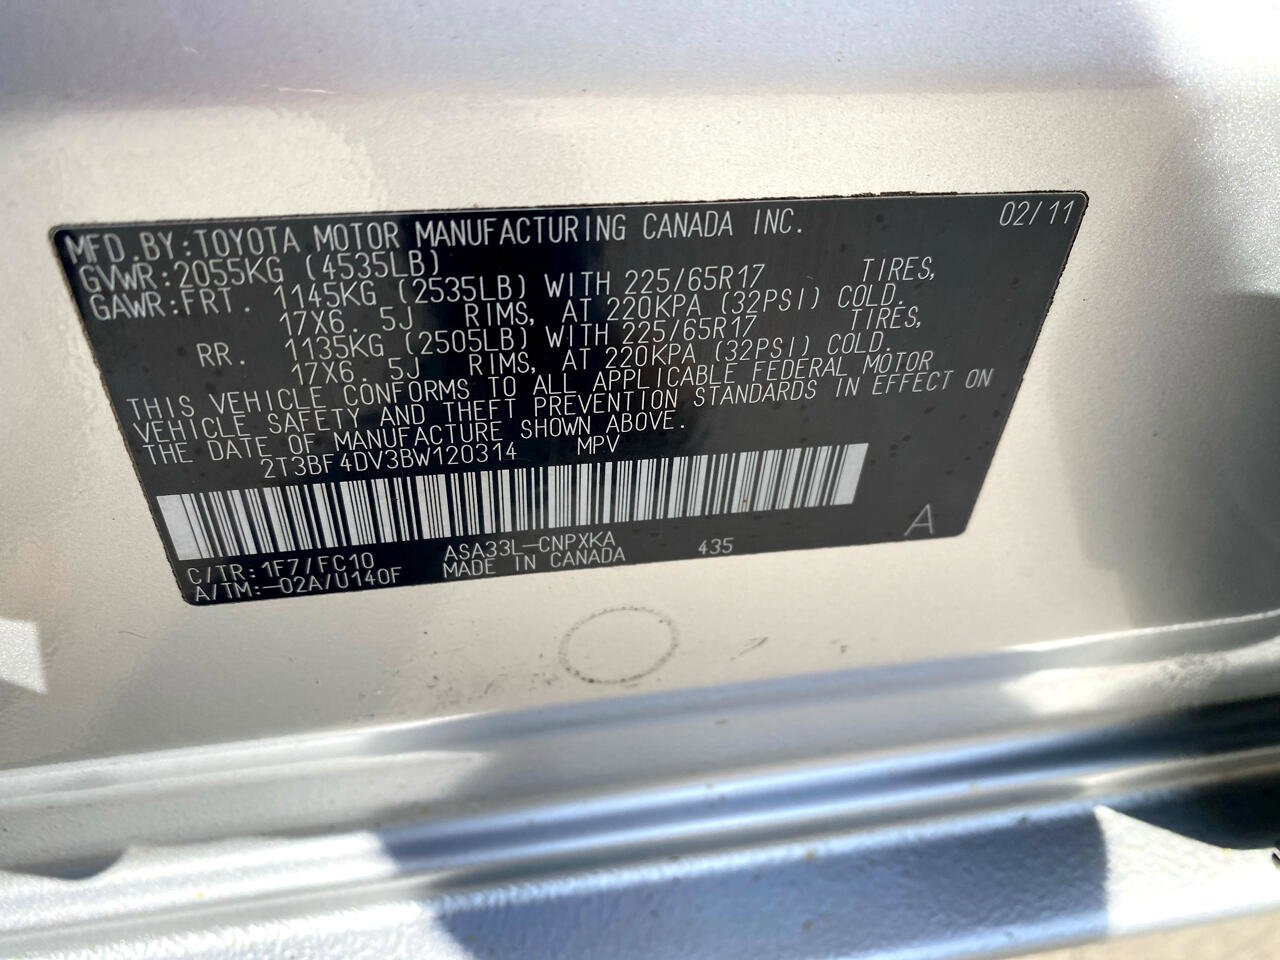 MFD.BY:TOYOTA MOTOR MANUFACTURING CANADA INC. 02/11
GVWR:2055KG (4535LB)
GAWR:FRT. 1145KG (2535LB) WITH 225/65R17 TIRES,
17X6.5J RIMS, AT 220KPA (32PSI) COLD.
RR. 1135KG (2505LB) WITH 225/65R17 TIRES,
17X6.5J RIMS, AT 220KPA (32PSI) COLD.
THIS VEHICLE CONFORMS TO ALL APPLICABLE FEDERAL MOTOR
VEHICLE SAFETY AND THEFT PREVENTION STANDARDS IN EFFECT ON
THE DATE OF MANUFACTURE SHOWN ABOVE.
2T3BF4DV3BW120314 MPV
C/TR:1F7/FC10 ASA33L-CNPXKA 435 A
A/TM:-02A/U140F MADE IN CANADA